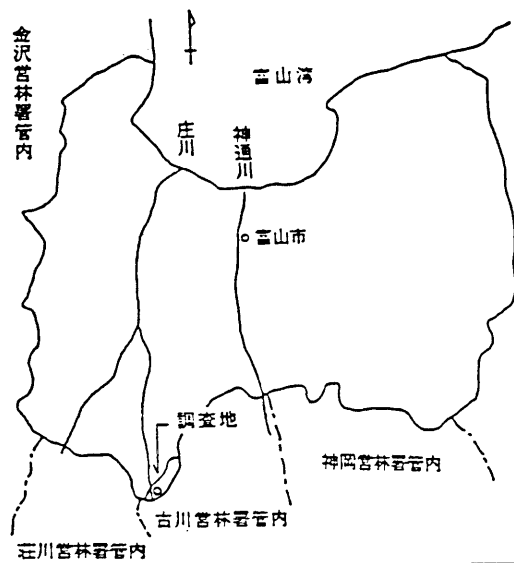 金沢営林署管内
富山湾
庄川
神通川
富山市
調査地
神岡営林署管内
古川営林署管内
荘川営林署管内